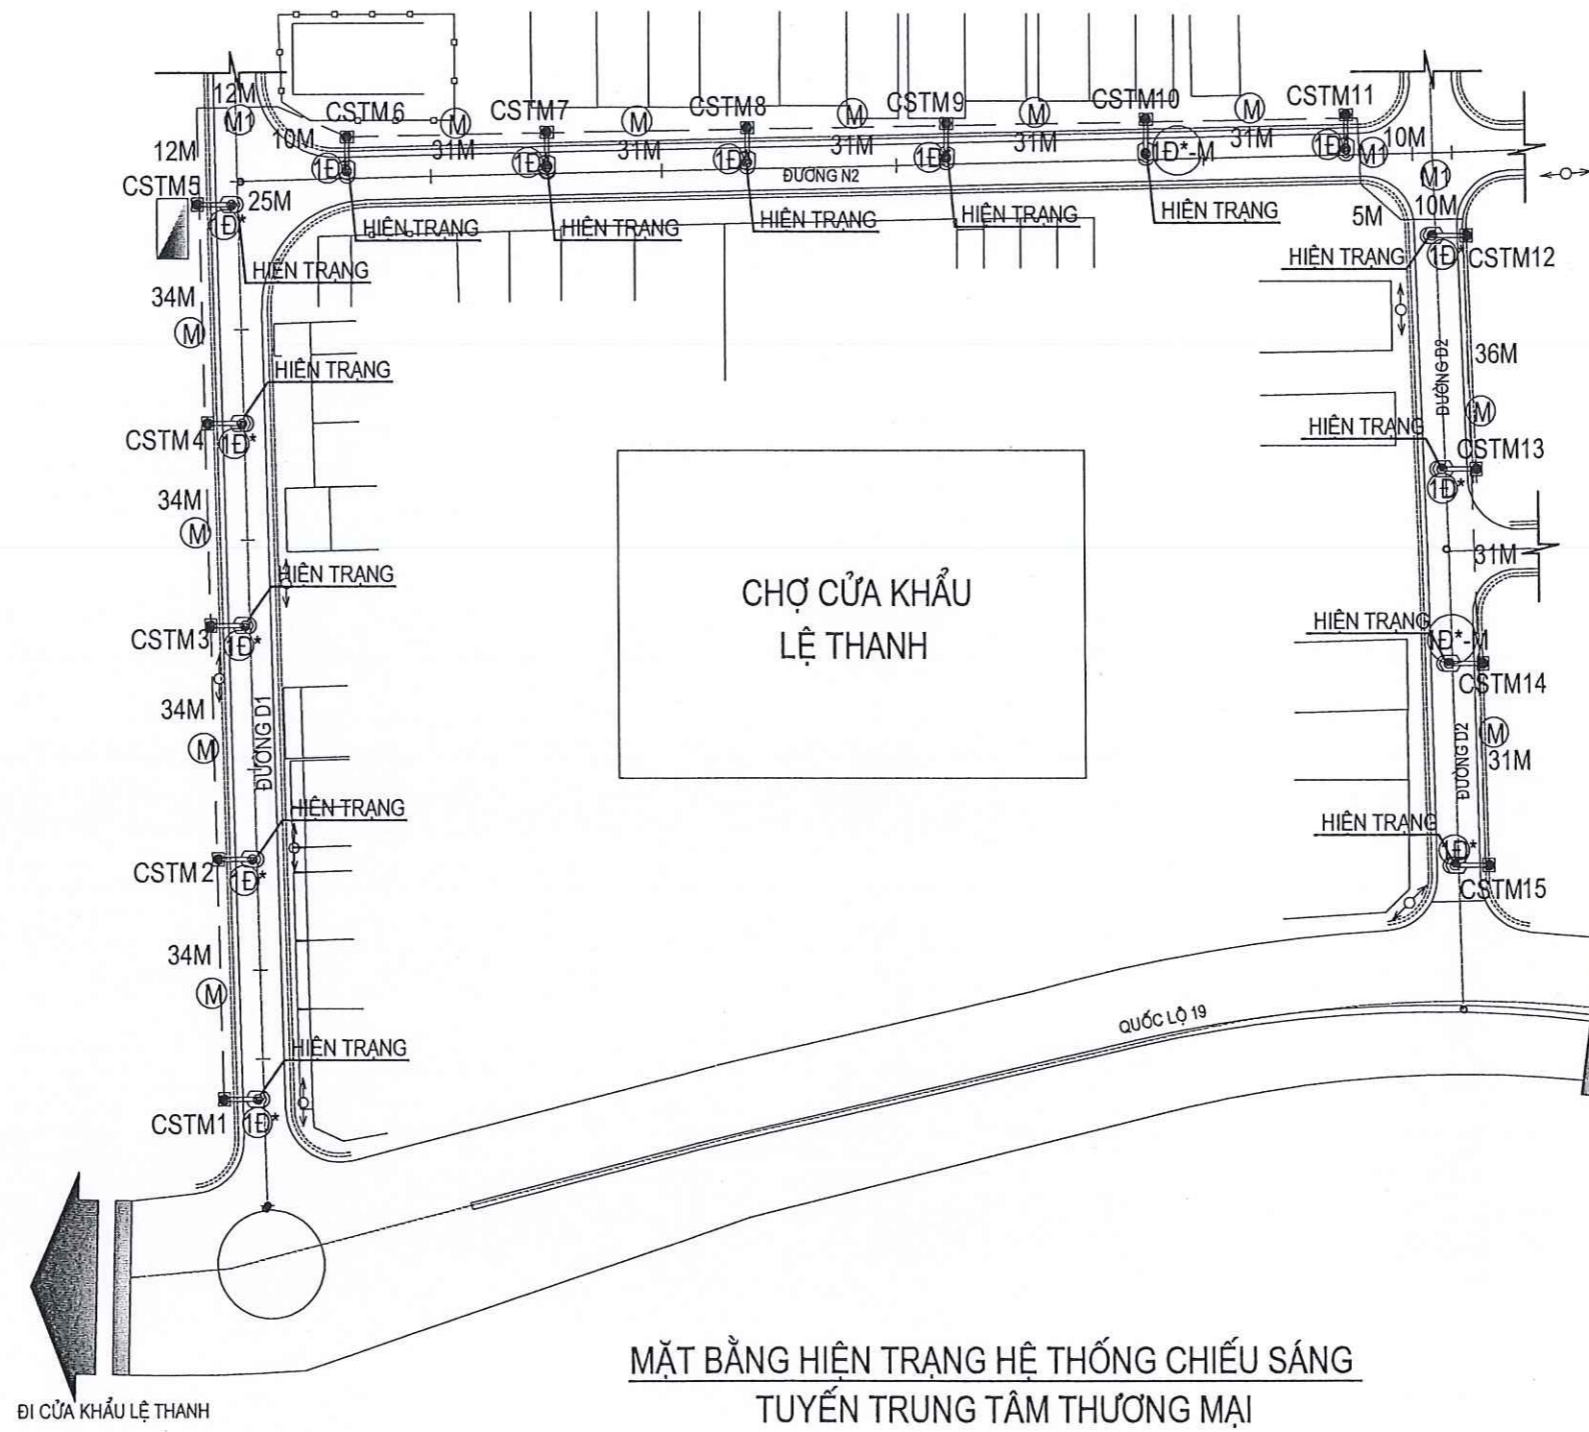 12M
M1
CSTM6
M
CSTM7
M
CSTM8
M
CSTM9
M
CSTM10
M
CSTM11
12M
10M
1Đ*
31M
1Đ*
31M
1Đ*
31M
1Đ*
31M
1Đ*-M
31M
1Đ*
M1
10M
ĐƯỜNG N2
M1
CSTM5
25M
1Đ*
HIỆN TRẠNG
HIỆN TRẠNG
HIỆN TRẠNG
HIỆN TRẠNG
HIỆN TRẠNG
5M
10M
HIỆN TRẠNG
HIỆN TRẠNG
1Đ*
CSTM12
34M
M
ĐƯỜNG D2
36M
HIỆN TRẠNG
M
CSTM4
1Đ*
HIỆN TRẠNG
CSTM13
1Đ*
34M
M
31M
HIỆN TRẠNG
CHỢ CỬA KHẨU
LỆ THANH
HIỆN TRẠNG
CSTM3
1Đ*
1Đ*-M
CSTM14
34M
M
ĐƯỜNG D1
ĐƯỜNG D2
M
31M
HIỆN TRẠNG
HIỆN TRẠNG
CSTM2
1Đ*
1Đ*
CSTM15
34M
M
QUỐC LỘ 19
HIỆN TRẠNG
CSTM1
1Đ*
MẶT BẰNG HIỆN TRẠNG HỆ THỐNG CHIẾU SÁNG
TUYẾN TRUNG TÂM THƯƠNG MẠI
ĐI CỬA KHẨU LỆ THANH